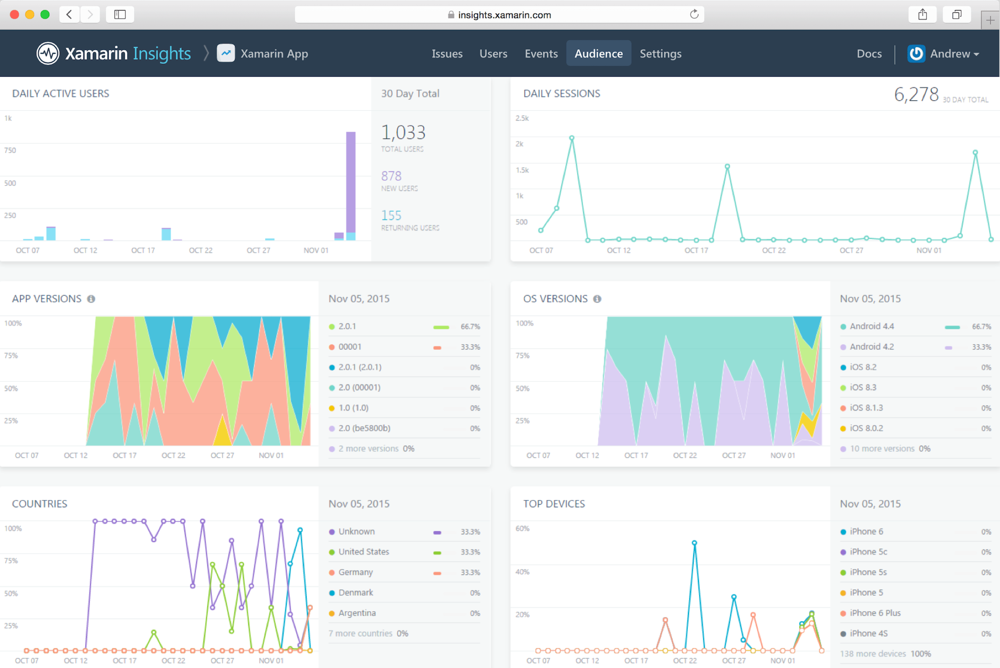 insights.xamarin.com
Xamarin Insights
Xamarin App
Issues
Users
Events
Audience
Settings
Docs
Andrew
DAILY ACTIVE USERS
30 Day Total
1k
750
500
250
OCT 07
OCT 12
OCT 17
OCT 22
OCT 27
NOV 01
1,033
TOTAL USERS
878
NEW USERS
155
RETURNING USERS
DAILY SESSIONS
6,278 30 DAY TOTAL
2.5k
2k
1.5k
1k
500
OCT 07
OCT 12
OCT 17
OCT 22
OCT 27
NOV 01
APP VERSIONS
100%
75%
50%
25%
OCT 07
OCT 12
OCT 17
OCT 22
OCT 27
NOV 01
Nov 05, 2015
2.0.1 66.7%
00001 33.3%
2.0.1 (2.0.1) 0%
2.0 (00001) 0%
1.0 (1.0) 0%
2.0 (be5800b) 0%
2 more versions 0%
OS VERSIONS
100%
75%
50%
25%
OCT 07
OCT 12
OCT 17
OCT 22
OCT 27
NOV 01
Nov 05, 2015
Android 4.4 66.7%
Android 4.2 33.3%
iOS 8.2 0%
iOS 8.3 0%
iOS 8.1.3 0%
iOS 8.0.2 0%
10 more versions 0%
COUNTRIES
100%
75%
50%
25%
OCT 07
OCT 12
OCT 17
OCT 22
OCT 27
NOV 01
Nov 05, 2015
Unknown 33.3%
United States 33.3%
Germany 33.3%
Denmark 0%
Argentina 0%
7 more countries 0%
TOP DEVICES
60%
40%
20%
OCT 07
OCT 12
OCT 17
OCT 22
OCT 27
NOV 01
Nov 05, 2015
iPhone 6 0%
iPhone 5c 0%
iPhone 5s 0%
iPhone 5 0%
iPhone 6 Plus 0%
iPhone 4S 0%
138 more devices 100%